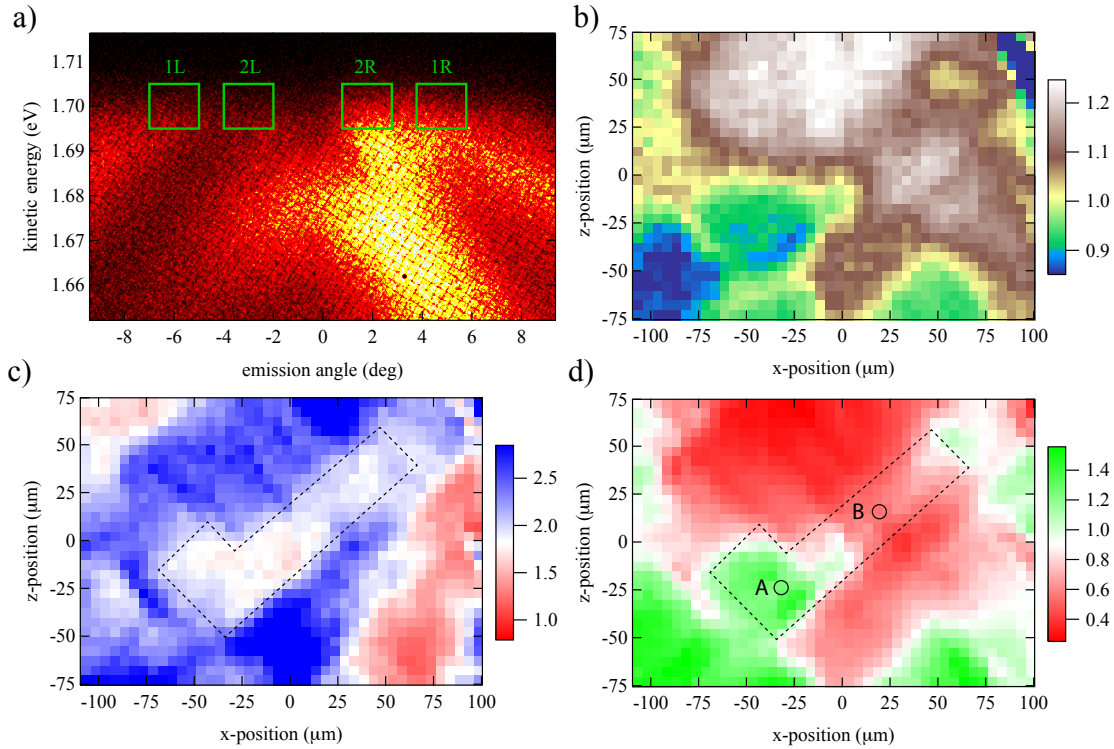 a)
1L 2L 2R 1R
1.71
1.70
1.69
1.68
1.67
1.66
kinetic energy (eV)
-8 -6 -4 -2 0 2 4 6 8
emission angle (deg)
b)
75
50
25
0
-25
-50
-75
z-position (μm)
-100 -75 -50 -25 0 25 50 75 100
x-position (μm)
1.2
1.1
1.0
0.9
c)
75
50
25
0
-25
-50
-75
z-position (μm)
-100 -75 -50 -25 0 25 50 75 100
x-position (μm)
2.5
2.0
1.5
1.0
d)
75
50
25
0
-25
-50
-75
z-position (μm)
B
A
-100 -75 -50 -25 0 25 50 75 100
x-position (μm)
1.4
1.2
1.0
0.8
0.6
0.4